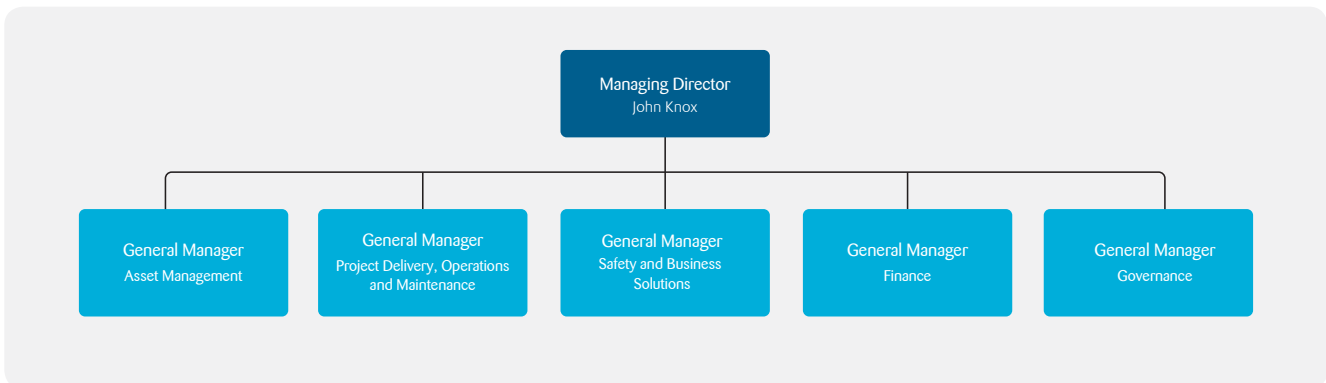 Managing Director
John Knox
General Manager
Asset Management
General Manager
Project Delivery, Operations
and Maintenance
General Manager
Safety and Business
Solutions
General Manager
Finance
General Manager
Governance